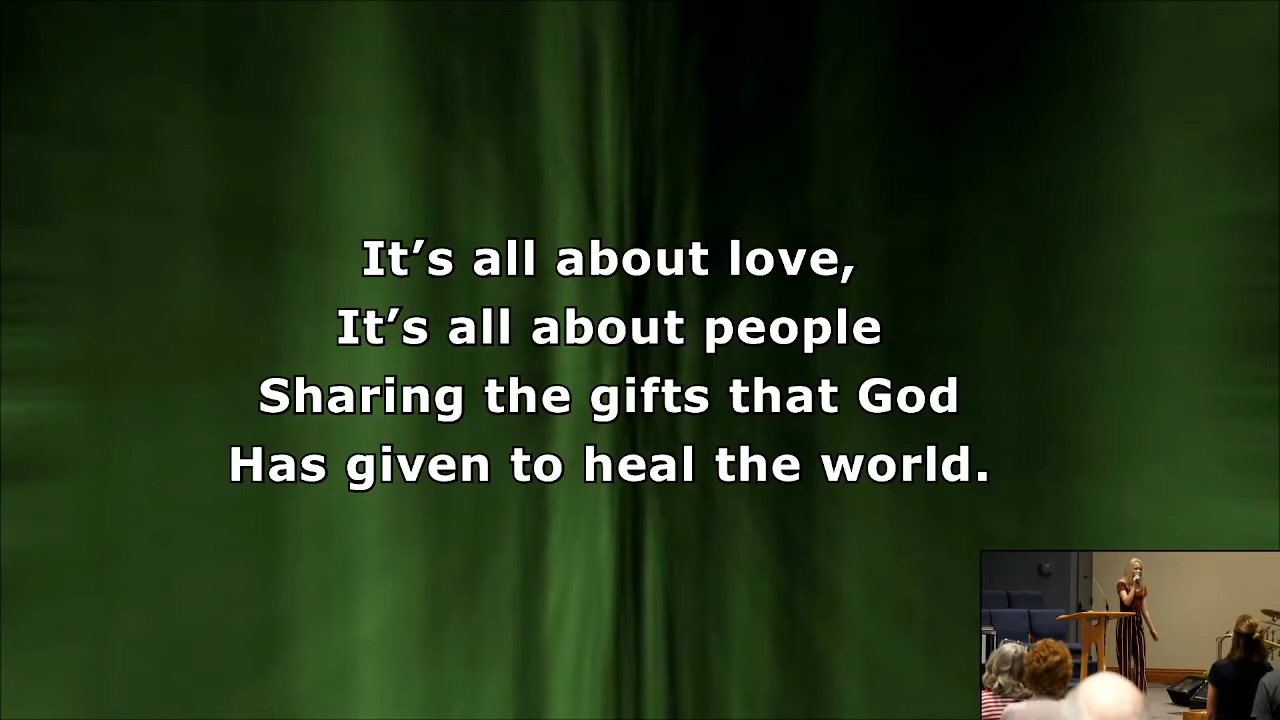 It’s all about love,
It’s all about people
Sharing the gifts that God
Has given to heal the world.